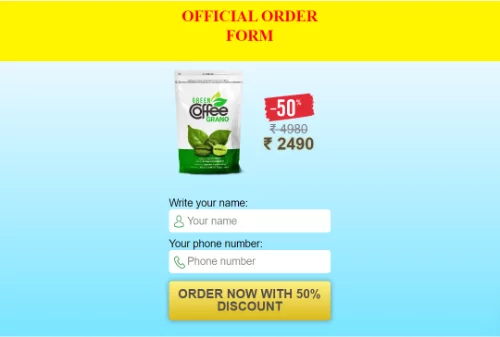 OFFICIAL ORDER
FORM
GREEN
Coffee
GRANO
-50%
₹ 4980
₹ 2490
Write your name:
Your name
Your phone number:
Phone number
ORDER NOW WITH 50%
DISCOUNT